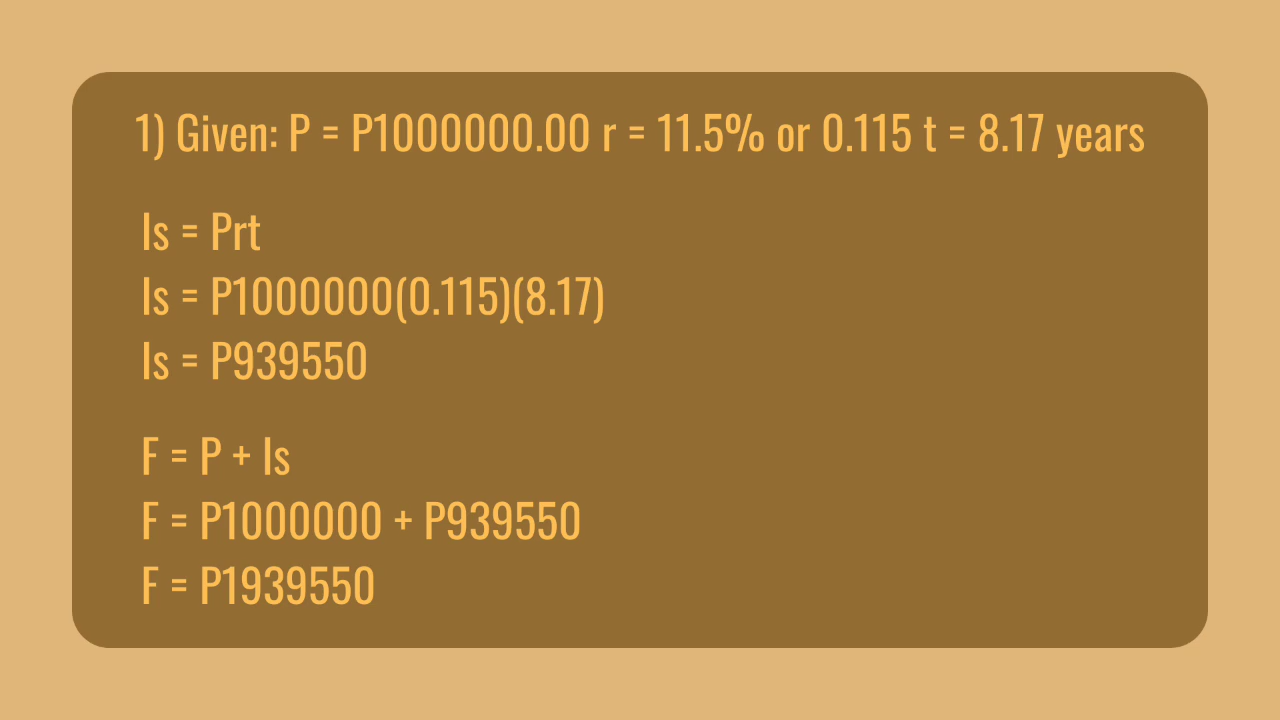 1) Given: P = P1000000.00 r = 11.5% or 0.115 t = 8.17 years
Is = Prt
Is = P1000000(0.115)(8.17)
Is = P939550
F = P + Is
F = P1000000 + P939550
F = P1939550